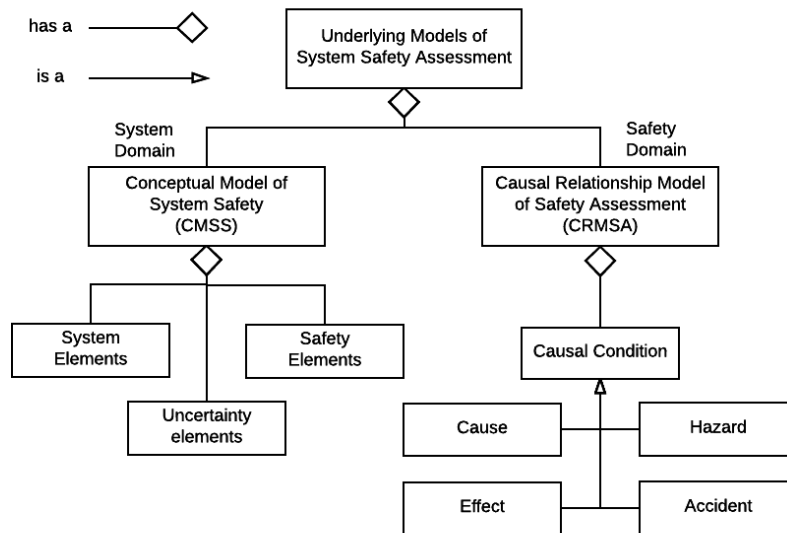 has a
is a
Underlying Models of
System Safety Assessment
System
Domain
Safety
Domain
Conceptual Model of
System Safety
(CMSS)
Causal Relationship Model
of Safety Assessment
(CRMSA)
System
Elements
Safety
Elements
Uncertainty
elements
Causal Condition
Cause
Hazard
Effect
Accident